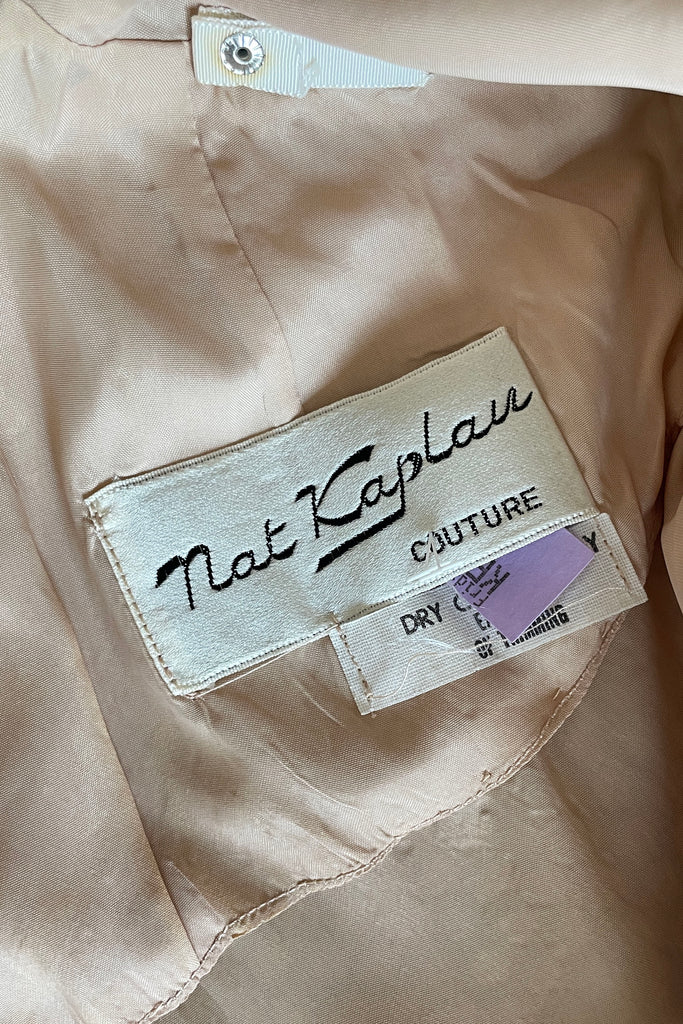 Nat Kaplan
COUTURE
DRY
OF TRIMMING